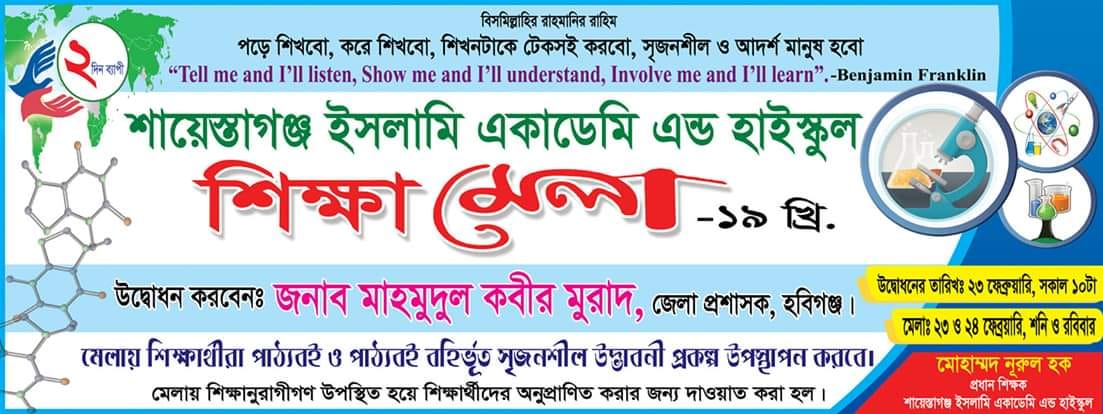 বিসমিল্লাহির রাহমানির রাহিম
২
দিন ব্যাপী
পড়ে শিখবো, করে শিখবো, শিখনটাকে টেকসই করবো, সৃজনশীল ও আদর্শ মানুষ হবো
“Tell me and I’ll listen, Show me and I’ll understand, Involve me and I’ll learn”.-Benjamin Franklin
শায়েস্তাগঞ্জ ইসলামি একাডেমি এন্ড হাইস্কুল
শিক্ষা মেলা -১৯ খ্রি.
উদ্বোধন করবেনঃ জনাব মাহমুদুল কবীর মুরাদ, জেলা প্রশাসক, হবিগঞ্জ।
মেলায় শিক্ষার্থীরা পাঠ্যবই ও পাঠ্যবই বহির্ভূত সৃজনশীল উদ্ভাবনী প্রকল্প উপস্থাপন করবে।
মেলায় শিক্ষানুরাগীগণ উপস্থিত হয়ে শিক্ষার্থীদের অনুপ্রাণিত করার জন্য দাওয়াত করা হল।
উদ্বোধনের তারিখঃ ২৩ ফেব্রুয়ারি, সকাল ১০টা
মেলাঃ ২৩ ও ২৪ ফেব্রুয়ারি, শনি ও রবিবার
মোহাম্মদ নূরুল হক
প্রধান শিক্ষক
শায়েস্তাগঞ্জ ইসলামি একাডেমি এন্ড হাইস্কুল